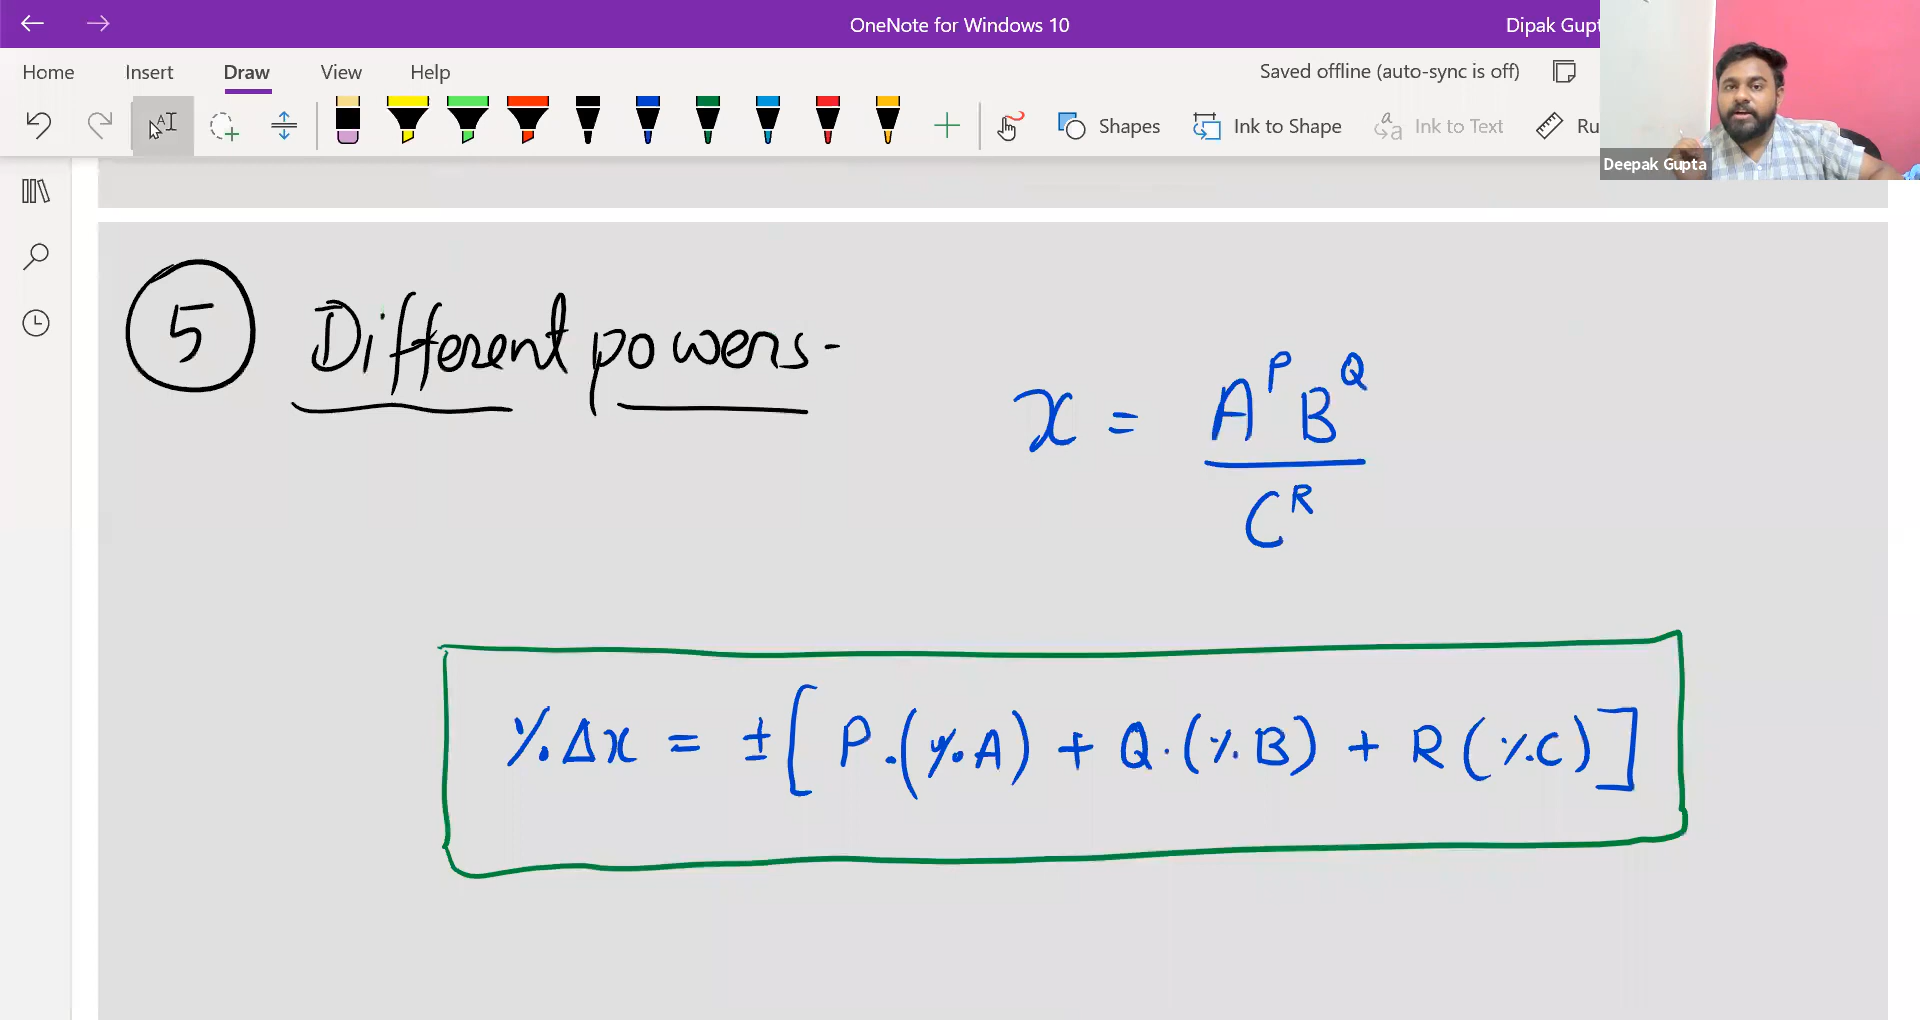 OneNote for Windows 10
Dipak Gupt
Home Insert Draw View Help
Saved offline (auto-sync is off)
Shapes Ink to Shape Ink to Text Ru
Deepak Gupta
5 Different powers-
x = A^P B^Q / C^R
%Δx = ±[P.(%A) + Q.(%B) + R(%C)]